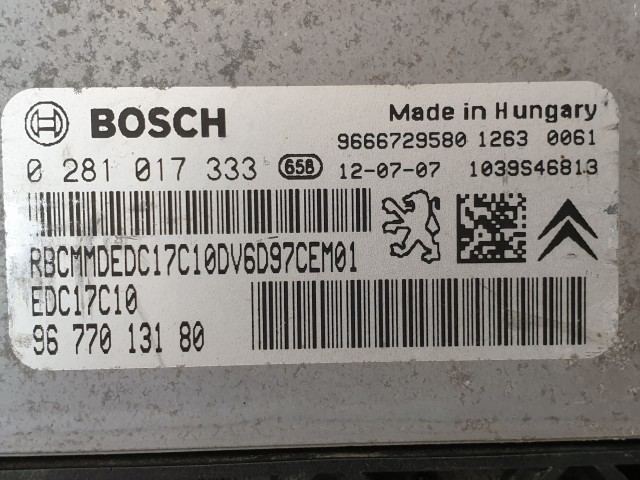 BOSCH
Made in Hungary
9666729580 1263 0061
0 281 017 333 658 12-07-07 1039S46813
RBCMMDEDC17C10DV6D97CEM01
EDC17C10
96 770 131 80